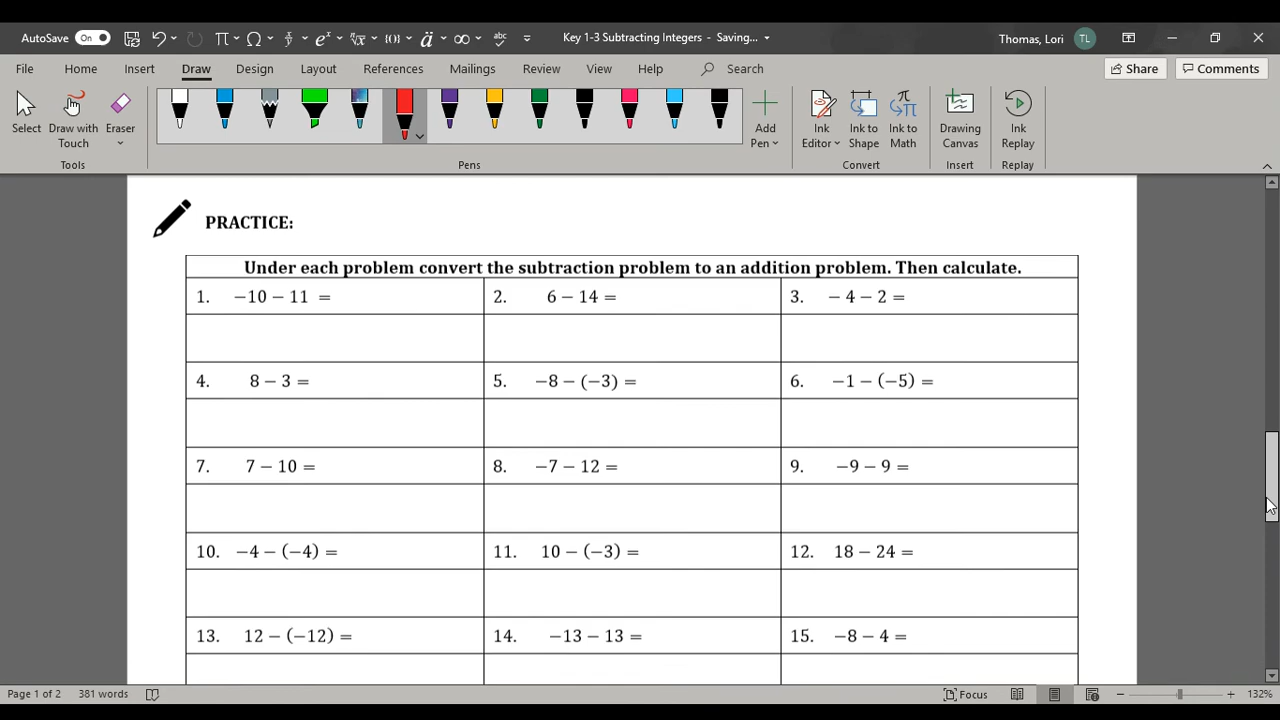 AutoSave On Key 1-3 Subtracting Integers - Saving... Thomas, Lori TL
File Home Insert Draw Design Layout References Mailings Review View Help Search Share Comments
Select Draw with Touch Eraser Add Pen Ink Editor Ink to Shape Ink to Math Drawing Canvas Ink Replay
Tools Pens Convert Insert Replay
PRACTICE:
Under each problem convert the subtraction problem to an addition problem. Then calculate.
1. −10 − 11 =
2. 6 − 14 =
3. − 4 − 2 =
4. 8 − 3 =
5. −8 − (−3) =
6. −1 − (−5) =
7. 7 − 10 =
8. −7 − 12 =
9. −9 − 9 =
10. −4 − (−4) =
11. 10 − (−3) =
12. 18 − 24 =
13. 12 − (−12) =
14. −13 − 13 =
15. −8 − 4 =
Page 1 of 2 381 words Focus 132%